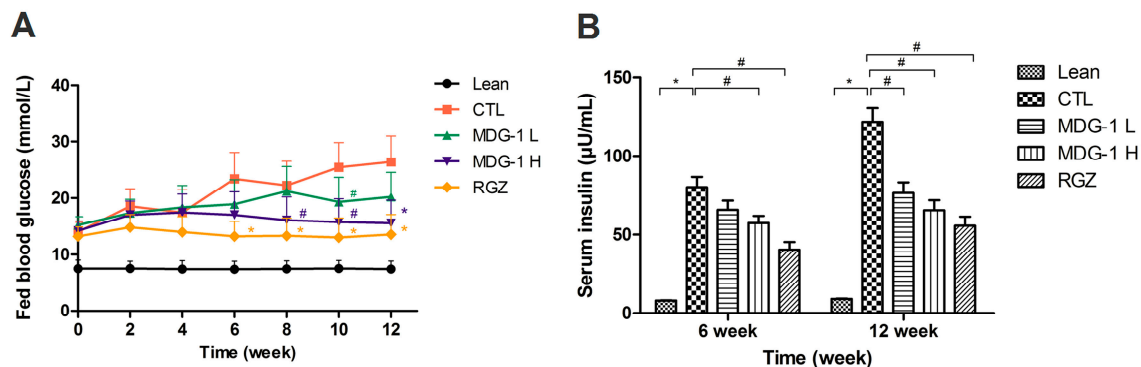 A
Fed blood glucose (mmol/L)
40
30
20
10
0
0 2 4 6 8 10 12
Time (week)
Lean
CTL
MDG-1 L
MDG-1 H
RGZ
#
# # *
* * * *
B
Serum insulin (µU/mL)
150
100
50
0
#
#
* #
#
#
* #
6 week 12 week
Time (week)
Lean
CTL
MDG-1 L
MDG-1 H
RGZ